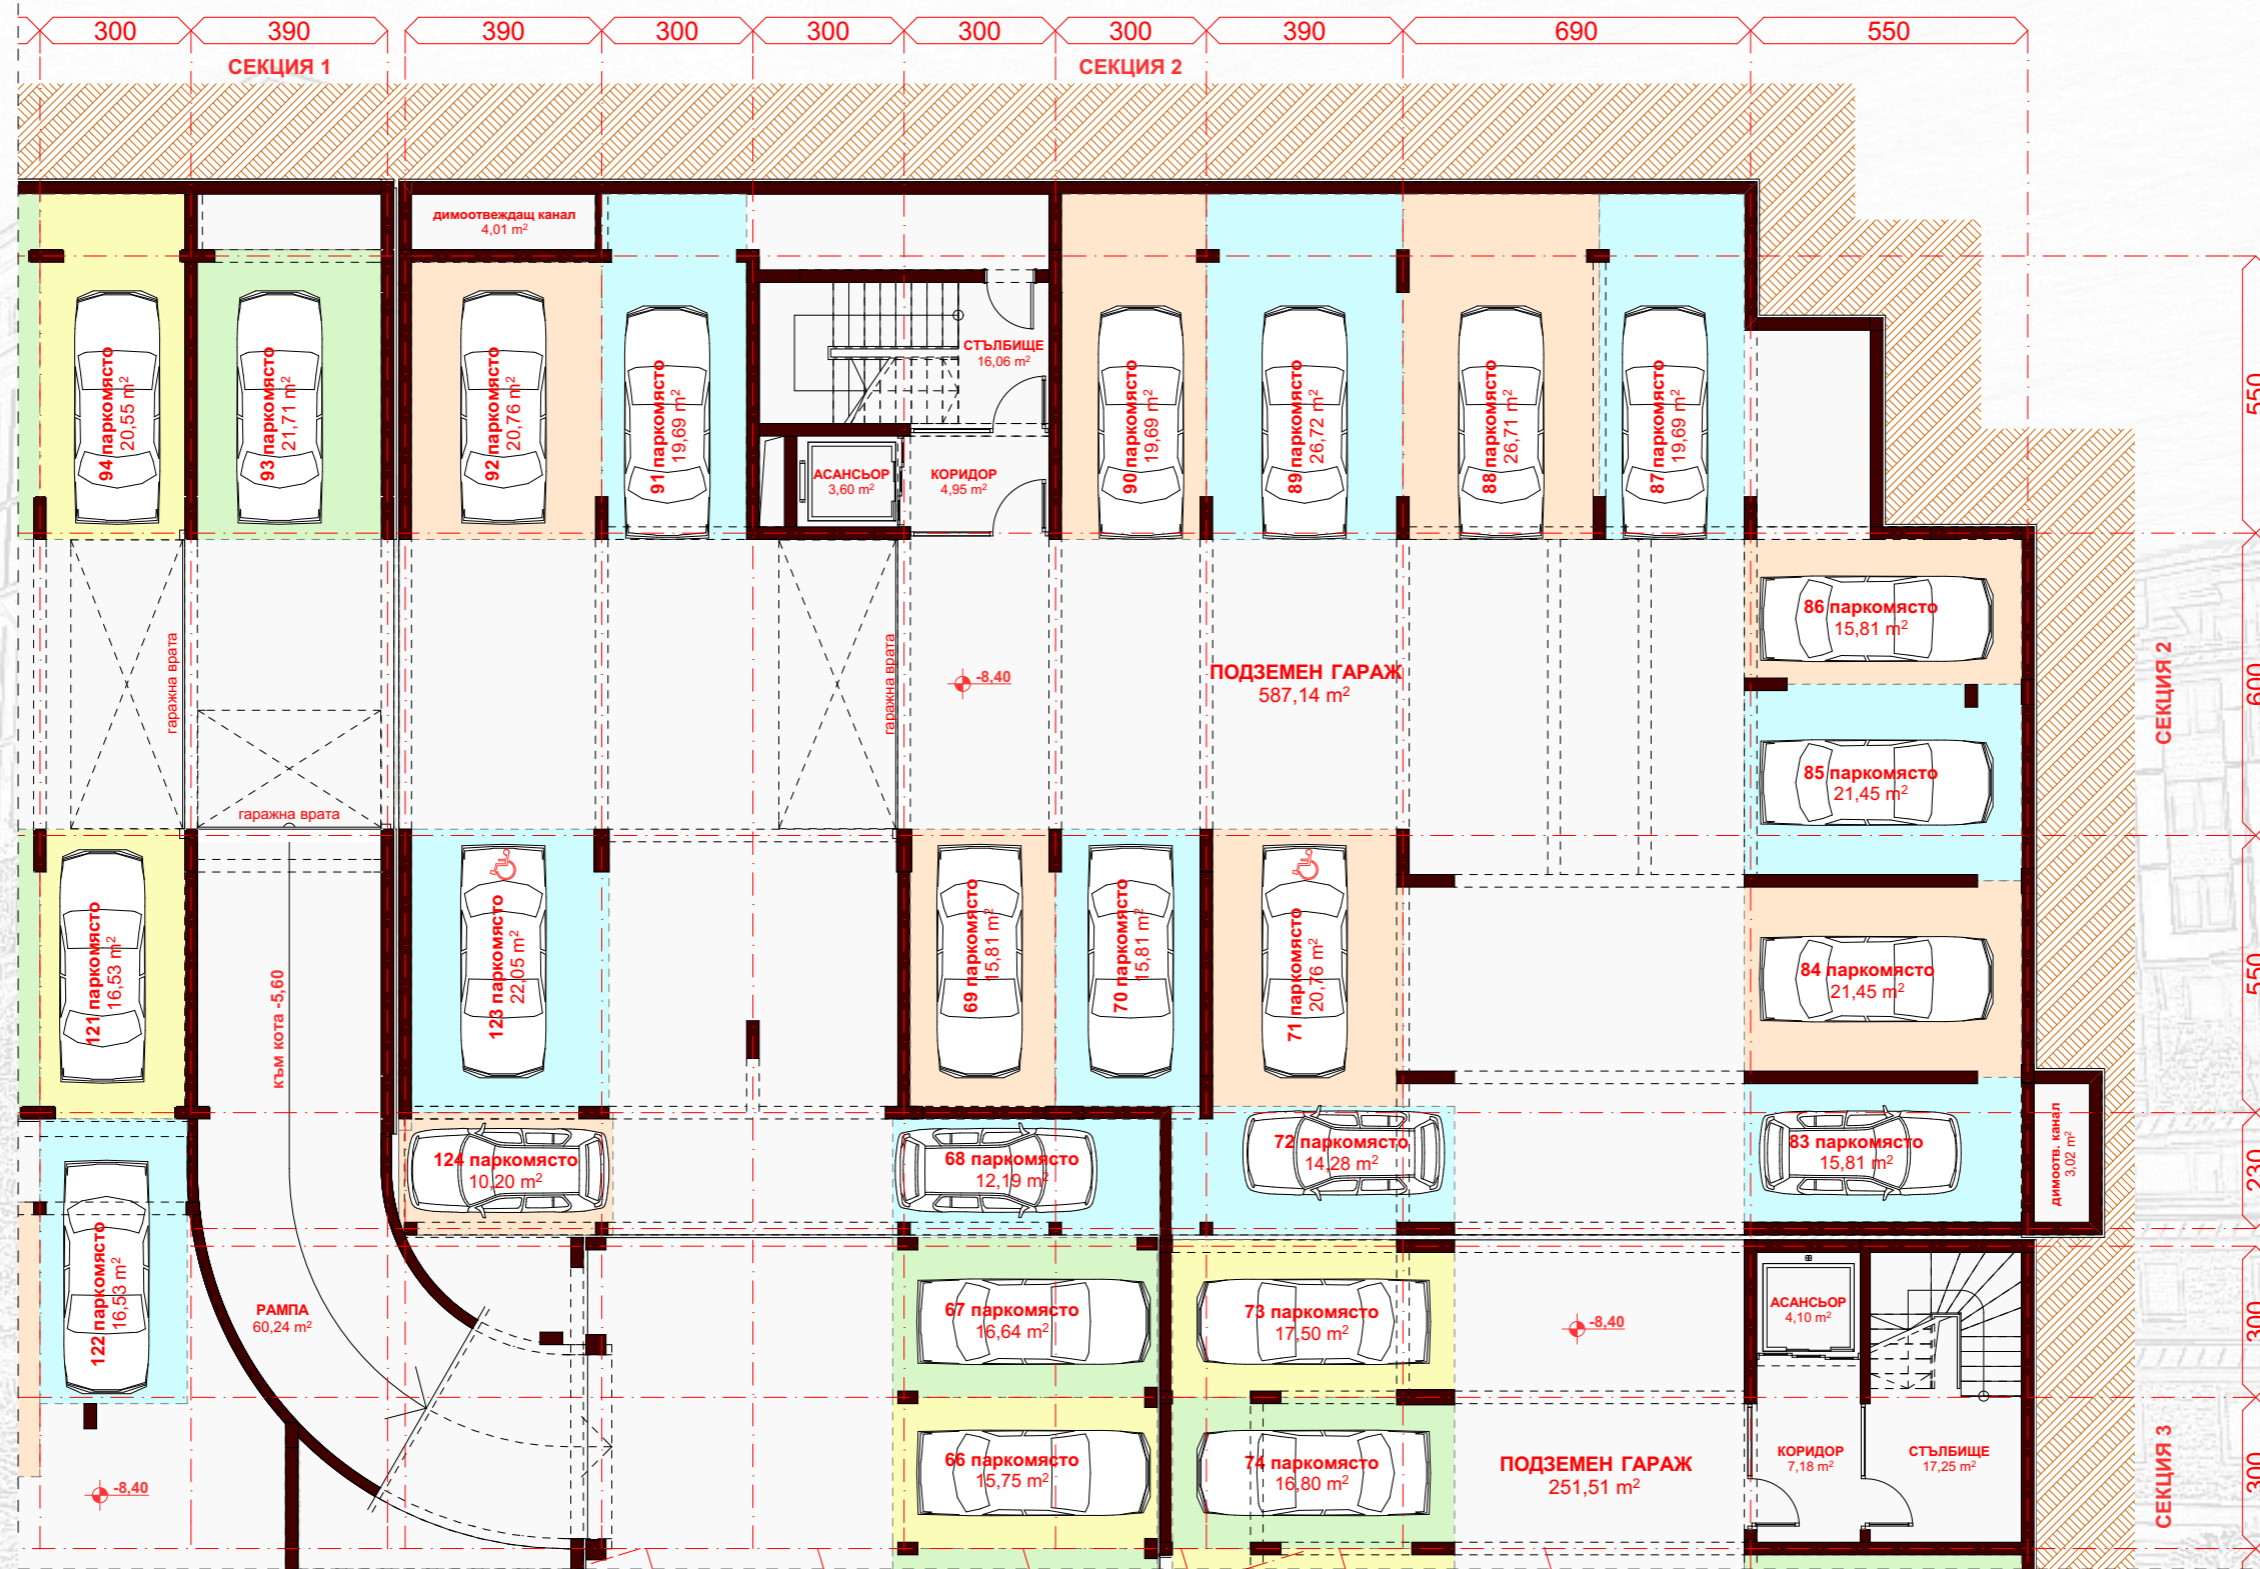 300
390
390
300
300
300
300
390
690
550
СЕКЦИЯ 1
СЕКЦИЯ 2
димоотвеждащ канал
4,01 m²
94 паркомясто
20,55 m²
93 паркомясто
21,71 m²
92 паркомясто
20,76 m²
91 паркомясто
19,69 m²
СТЪЛБИЩЕ
16,06 m²
АСАНСЬОР
3,60 m²
КОРИДОР
4,95 m²
90 паркомясто
19,69 m²
89 паркомясто
26,72 m²
88 паркомясто
26,71 m²
87 паркомясто
19,69 m²
550
86 паркомясто
15,81 m²
гаражна врата
гаражна врата
гаражна врата
-8,40
ПОДЗЕМЕН ГАРАЖ
587,14 m²
85 паркомясто
21,45 m²
600
СЕКЦИЯ 2
121 паркомясто
16,53 m²
към кота -5,60
123 паркомясто
22,05 m²
69 паркомясто
15,81 m²
70 паркомясто
15,81 m²
71 паркомясто
20,76 m²
84 паркомясто
21,45 m²
550
124 паркомясто
10,20 m²
68 паркомясто
12,19 m²
72 паркомясто
14,28 m²
83 паркомясто
15,81 m²
димоотв. канал
3,02 m²
230
122 паркомясто
16,53 m²
РАМПА
60,24 m²
67 паркомясто
16,64 m²
73 паркомясто
17,50 m²
-8,40
АСАНСЬОР
4,10 m²
300
66 паркомясто
15,75 m²
74 паркомясто
16,80 m²
ПОДЗЕМЕН ГАРАЖ
251,51 m²
КОРИДОР
7,18 m²
СТЪЛБИЩЕ
17,25 m²
-8,40
СЕКЦИЯ 3
300